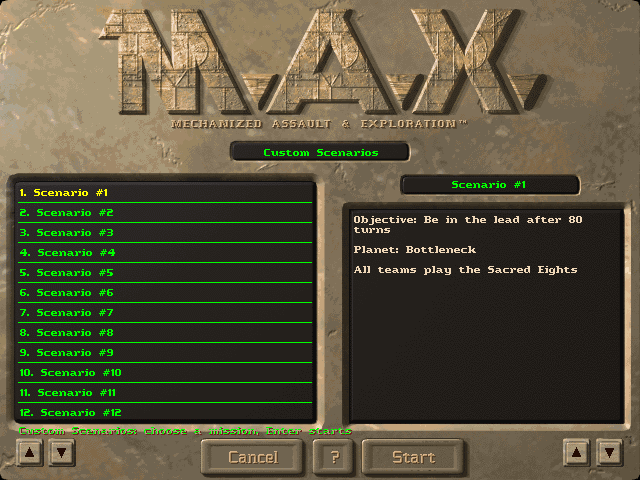 M.A.X.
MECHANIZED ASSAULT & EXPLORATION™
Custom Scenarios
1. Scenario #1
2. Scenario #2
3. Scenario #3
4. Scenario #4
5. Scenario #5
6. Scenario #6
7. Scenario #7
8. Scenario #8
9. Scenario #9
10. Scenario #10
11. Scenario #11
12. Scenario #12
Scenario #1
Objective: Be in the lead after 80
turns
Planet: Bottleneck
All teams play the Sacred Eights
Custom Scenarios: choose a mission Enter starts
Cancel
?
Start